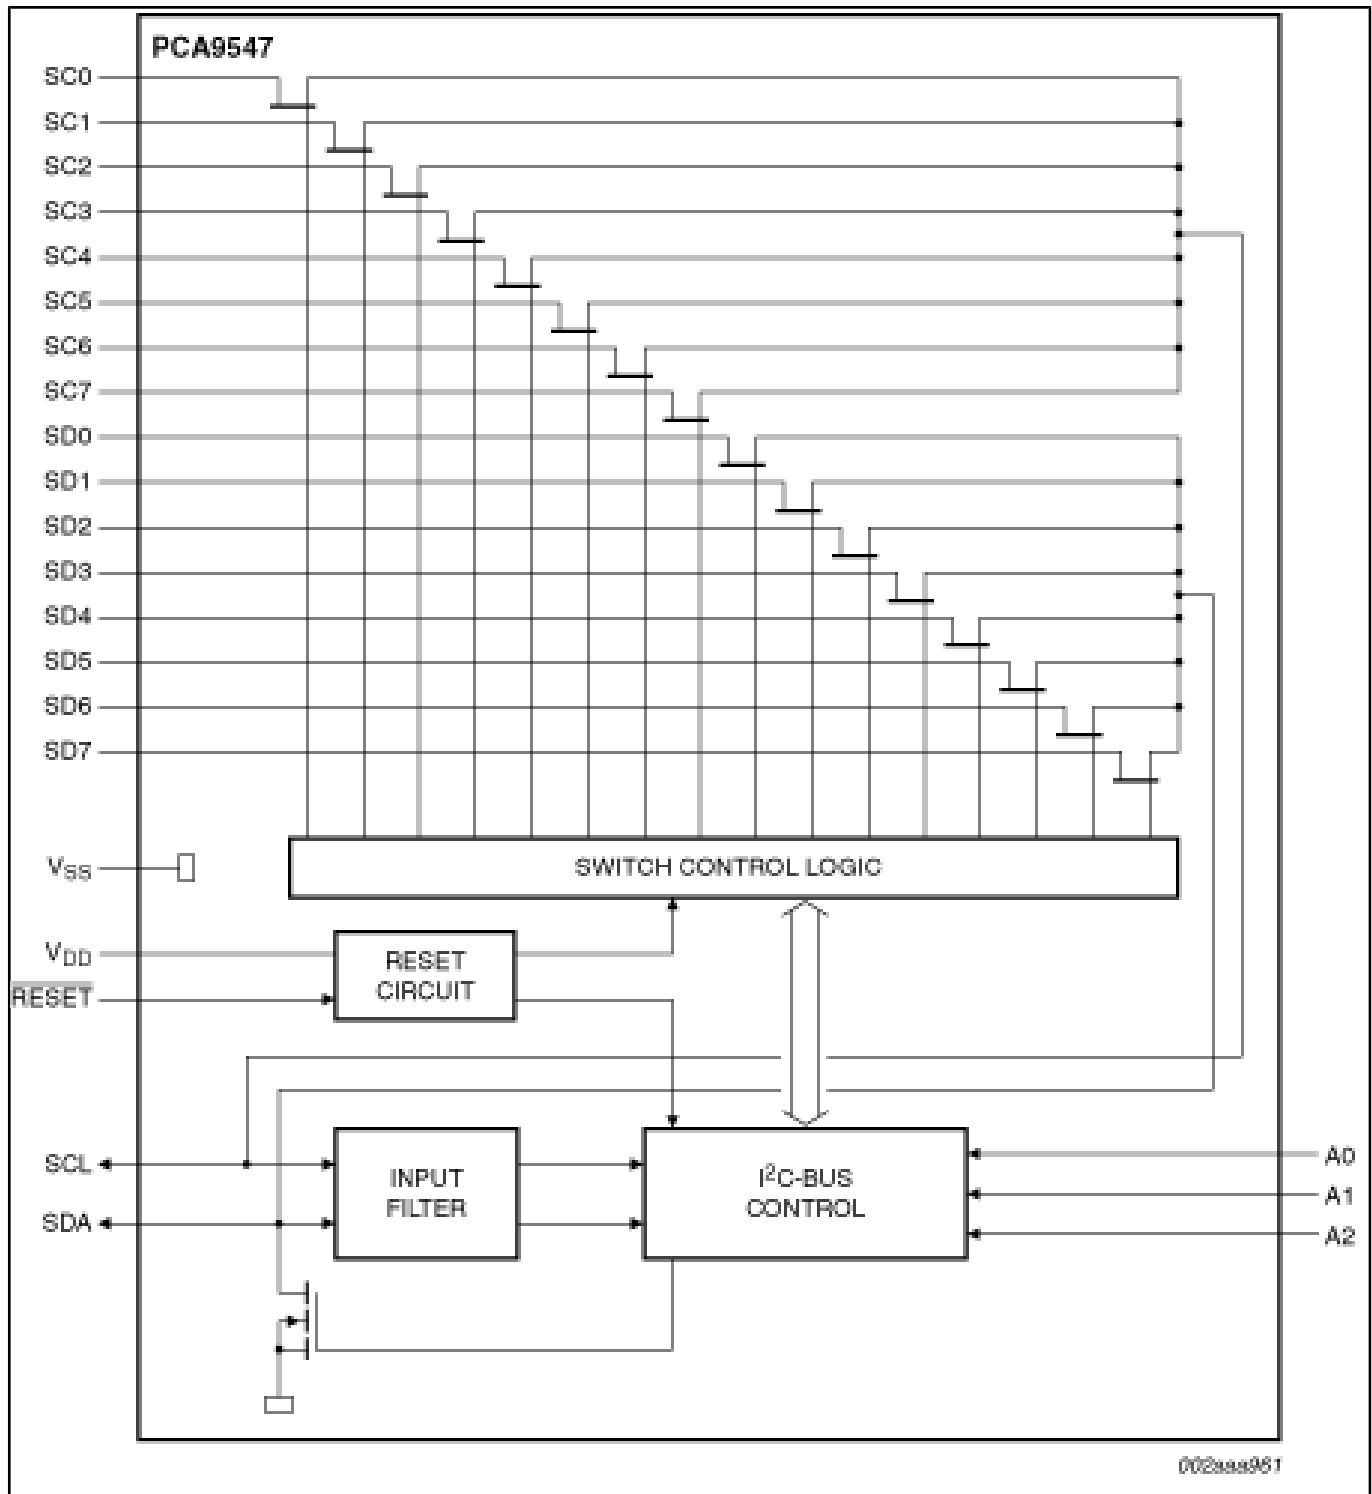 PCA9547
SC0
SC1
SC2
SC3
SC4
SC5
SC6
SC7
SD0
SD1
SD2
SD3
SD4
SD5
SD6
SD7
VSS
SWITCH CONTROL LOGIC
VDD
RESET
RESET
CIRCUIT
SCL
SDA
INPUT
FILTER
I²C-BUS
CONTROL
A0
A1
A2
002aaa961